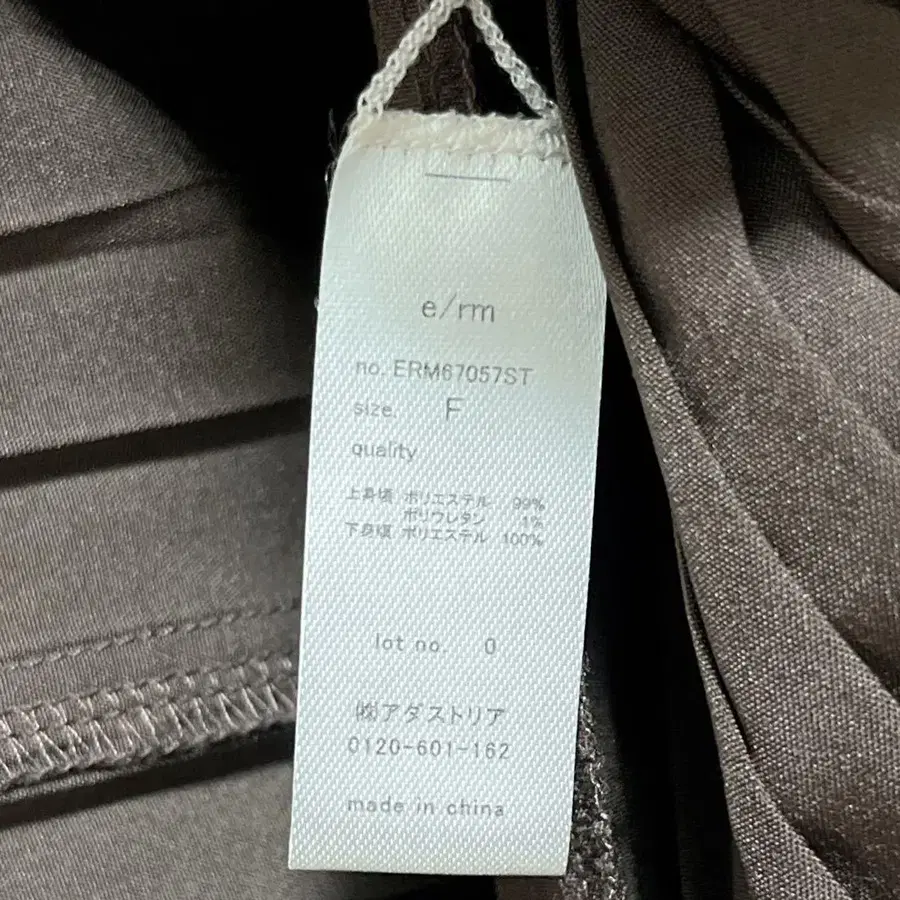 e/rm
no. ERM67057ST
size. F
quality
上身頃 ポリエステル 99%
ポリウレタン 1%
下身頃 ポリエステル 100%
lot no. 0
㈱アダストリア
0120-601-162
made in china